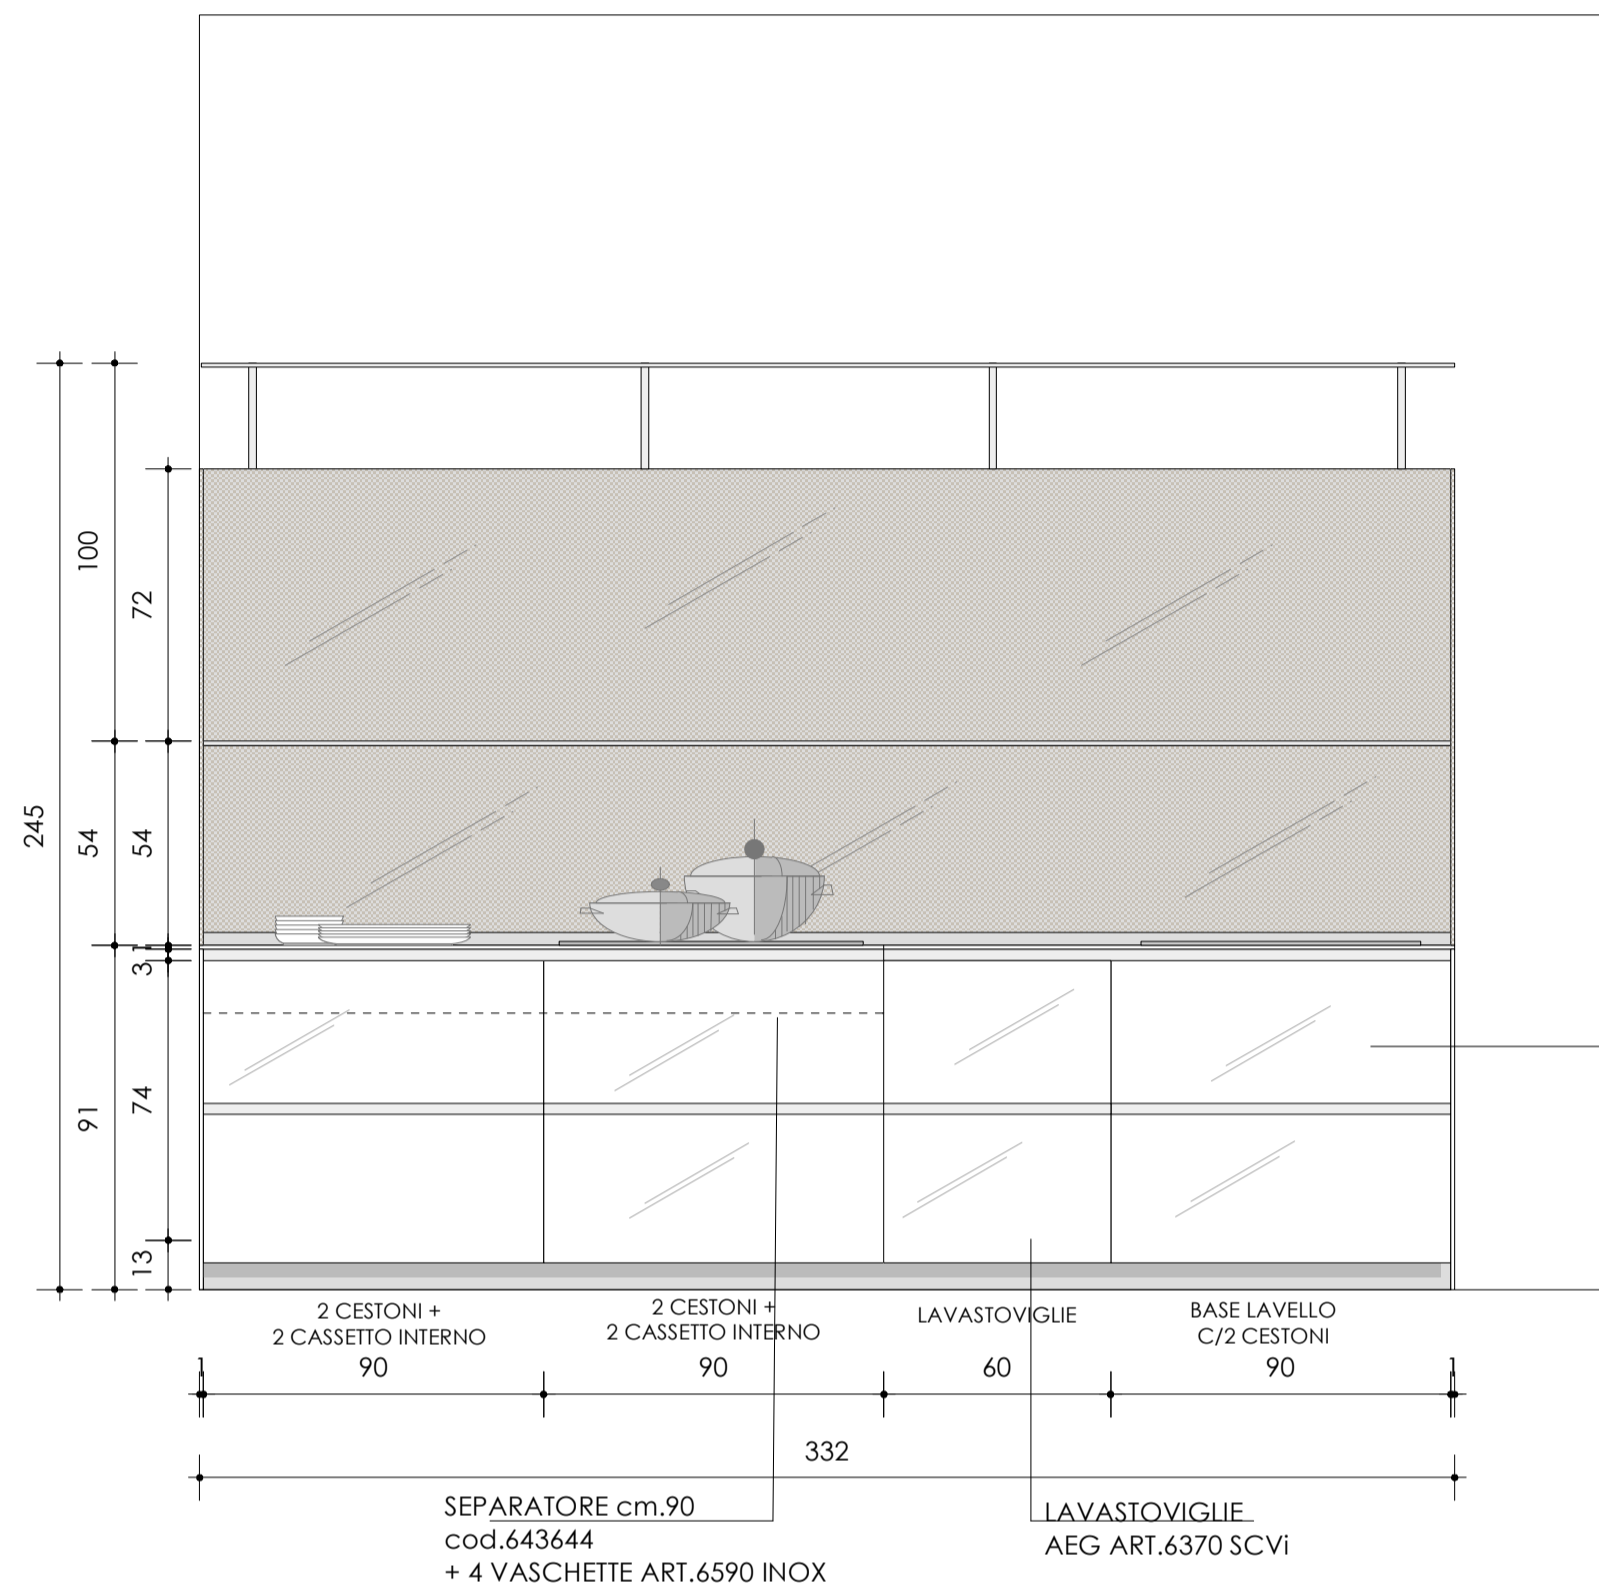 100
72
245
54
54
1
3
74
91
13
2 CESTONI +
2 CASSETTO INTERNO
2 CESTONI +
2 CASSETTO INTERNO
LAVASTOVIGLIE
BASE LAVELLO
C/2 CESTONI
1
90
90
60
90
1
332
SEPARATORE cm.90
cod.643644
+ 4 VASCHETTE ART.6590 INOX
LAVASTOVIGLIE
AEG ART.6370 SCVi